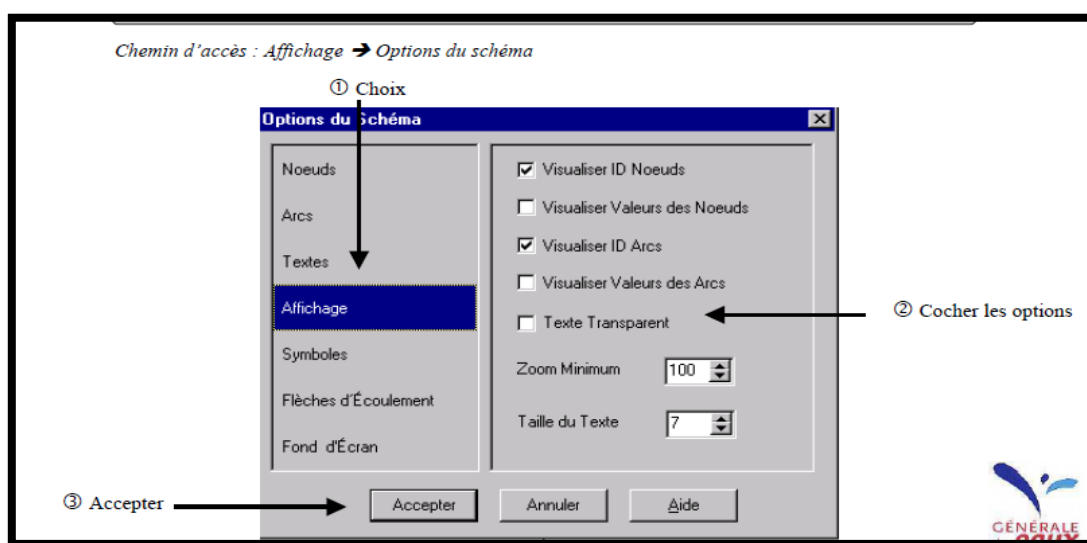 Chemin d'accès : Affichage ➔ Options du schéma
① Choix
Options du Schéma
Noeuds
Arcs
Textes
Affichage
Symboles
Flèches d'Écoulement
Fond d'Écran
Visualiser ID Noeuds
Visualiser Valeurs des Noeuds
Visualiser ID Arcs
Visualiser Valeurs des Arcs
Texte Transparent
Zoom Minimum 100
Taille du Texte 7
② Cocher les options
③ Accepter
Accepter Annuler Aide
GÉNÉRALE